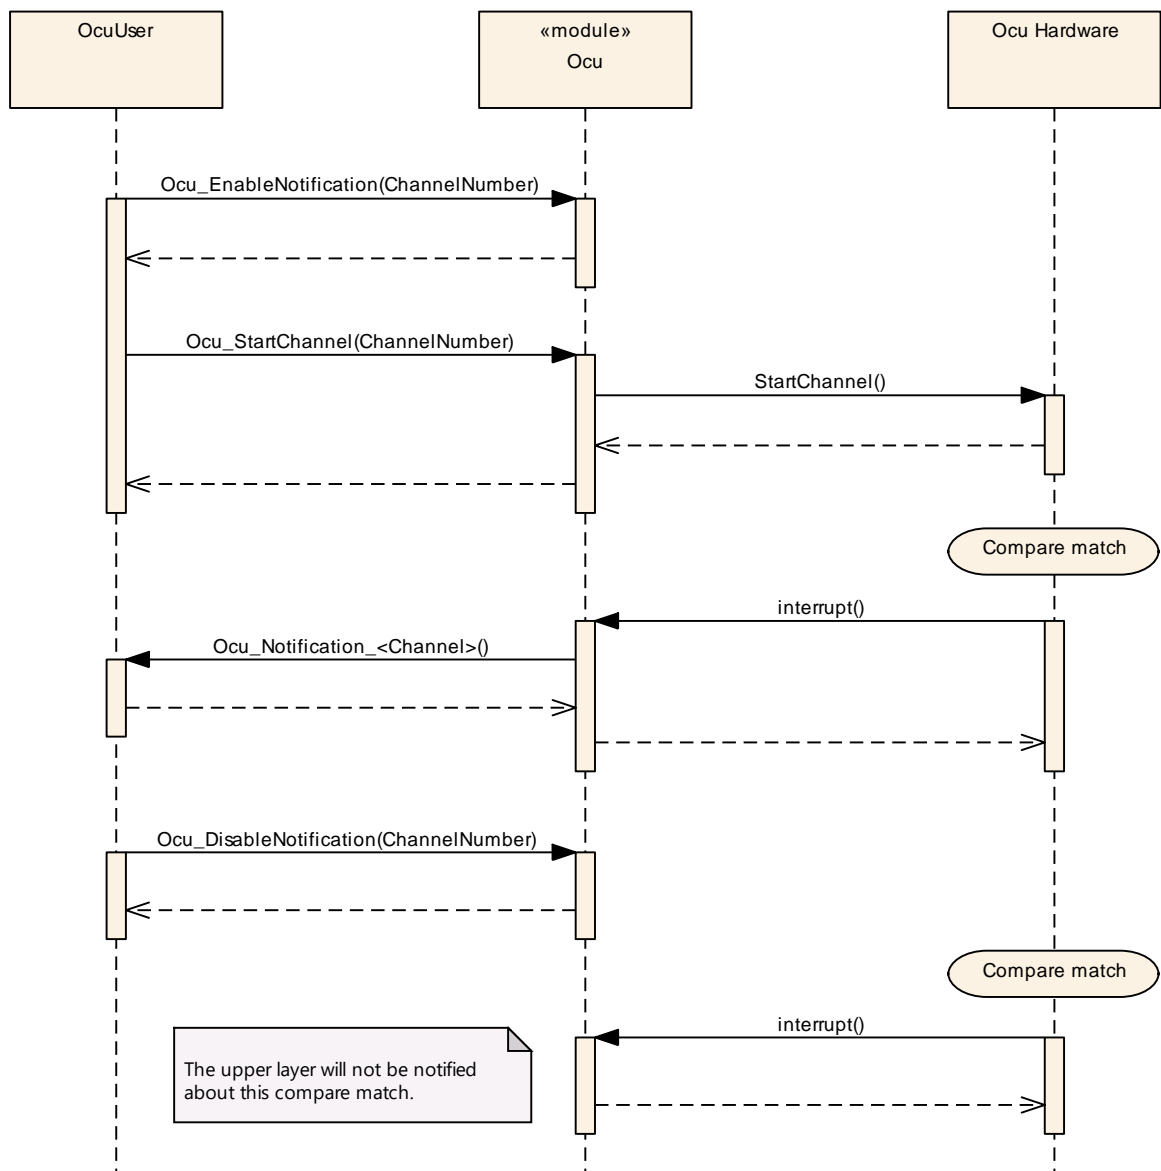 OcuUser
«module»
Ocu
Ocu Hardware
Ocu_EnableNotification(ChannelNumber)
Ocu_StartChannel(ChannelNumber)
StartChannel()
Compare match
interrupt()
Ocu_Notification_<Channel>()
Ocu_DisableNotification(ChannelNumber)
Compare match
interrupt()
The upper layer will not be notified
about this compare match.